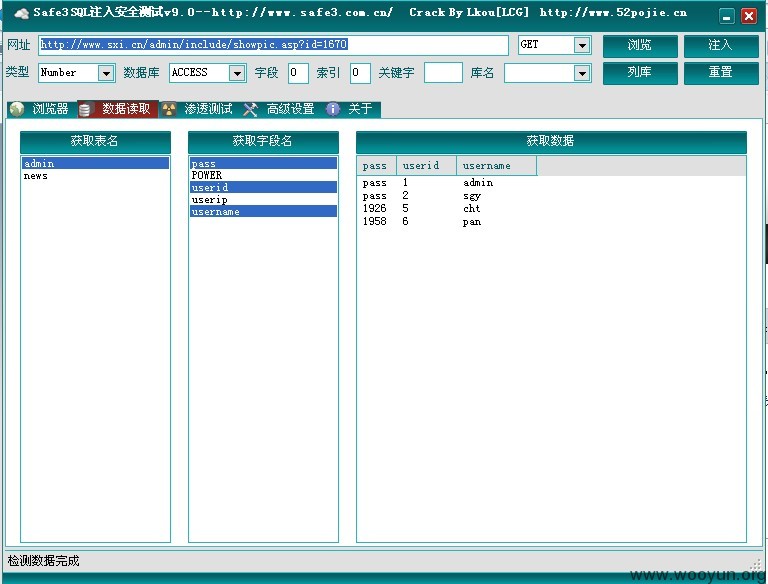 Safe3SQL注入安全测试v9.0--http://www.safe3.com.cn/ Crack By Lkou[LCG] http://www.52pojie.cn
网址 http://www.sxi.cn/admin/include/showpic.asp?id=1670 GET 浏览 注入
类型 Number 数据库 ACCESS 字段 0 索引 0 关键字 库名 列库 重置
浏览器 数据读取 渗透测试 高级设置 关于
获取表名 获取字段名 获取数据
admin
news
pass
POWER
userid
userip
username
pass userid username
pass 1 admin
pass 2 sgy
1926 5 cht
1958 6 pan
检测数据完成
www.wooyun.org